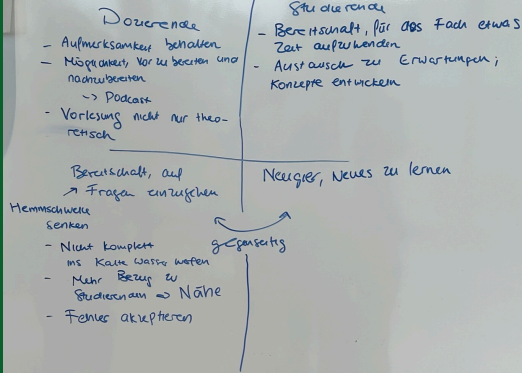 Dozierende
- Aufmerksamkeit behalten
- Möglichkeit, vor zu bereiten und
nachzubereiten
-> Podcast
- Vorlesung nicht nur theo-
retisch
Studierende
- Bereitschaft, für das Fach etwas
Zeit aufzuwenden
- Austausch zu Erwartungen;
Konzepte entwickeln
Bereitschaft, auf
↗ Fragen einzugehen
Hemmschwelle
senken
- Nicht komplett
ins Kalte Wasser werfen
- Mehr Bezug zu
Studierenden => Nähe
- Fehler akzeptieren
Neugier, Neues zu lernen
gegenseitig